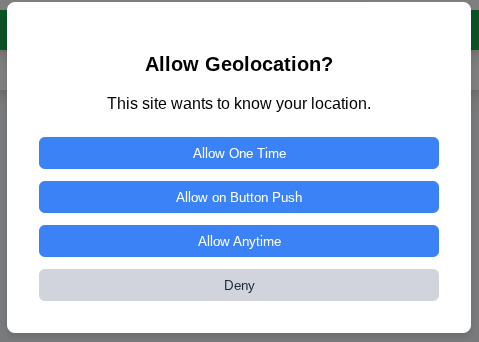 Allow Geolocation?
This site wants to know your location.
Allow One Time
Allow on Button Push
Allow Anytime
Deny